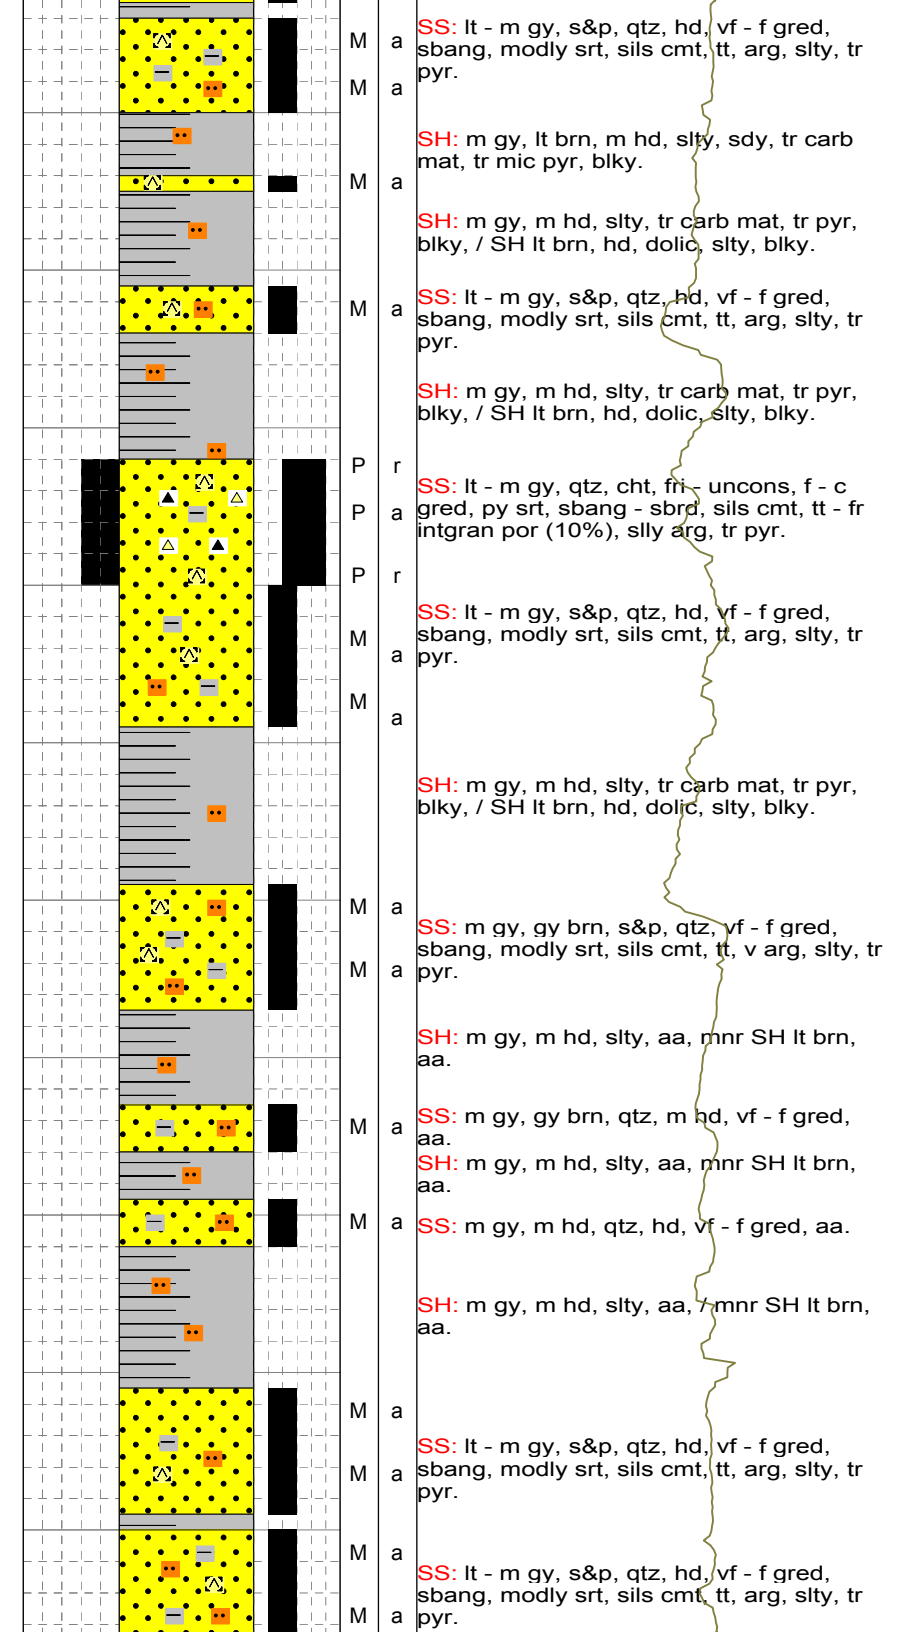 M a SS: lt - m gy, s&p, qtz, hd, vf - f gred,
sbang, modly srt, sils cmt, tt, arg, slty, tr
M a pyr.
SH: m gy, lt brn, m hd, slty, sdy, tr carb
mat, tr mic pyr, blky.
M a
SH: m gy, m hd, slty, tr carb mat, tr pyr,
blky, / SH lt brn, hd, dolic, slty, blky.
SS: lt - m gy, s&p, qtz, hd, vf - f gred,
M a sbang, modly srt, sils cmt, tt, arg, slty, tr
pyr.
SH: m gy, m hd, slty, tr carb mat, tr pyr,
blky, / SH lt brn, hd, dolic, slty, blky.
P r
SS: lt - m gy, qtz, cht, fri - uncons, f - c
P a gred, py srt, sbang - sbrd, sils cmt, tt - fr
intgran por (10%), slly arg, tr pyr.
P r
SS: lt - m gy, s&p, qtz, hd, vf - f gred,
M sbang, modly srt, sils cmt, tt, arg, slty, tr
a pyr.
M
a
SH: m gy, m hd, slty, tr carb mat, tr pyr,
blky, / SH lt brn, hd, dolic, slty, blky.
M a
SS: m gy, gy brn, s&p, qtz, vf - f gred,
sbang, modly srt, sils cmt, tt, v arg, slty, tr
M a pyr.
SH: m gy, m hd, slty, aa, mnr SH lt brn,
aa.
SS: m gy, gy brn, qtz, m hd, vf - f gred,
M a aa.
SH: m gy, m hd, slty, aa, mnr SH lt brn,
aa.
M a SS: m gy, m hd, qtz, hd, vf - f gred, aa.
SH: m gy, m hd, slty, aa, / mnr SH lt brn,
aa.
M a
SS: lt - m gy, s&p, qtz, hd, vf - f gred,
M a sbang, modly srt, sils cmt, tt, arg, slty, tr
pyr.
M a
SS: lt - m gy, s&p, qtz, hd, vf - f gred,
sbang, modly srt, sils cmt, tt, arg, slty, tr
M a pyr.